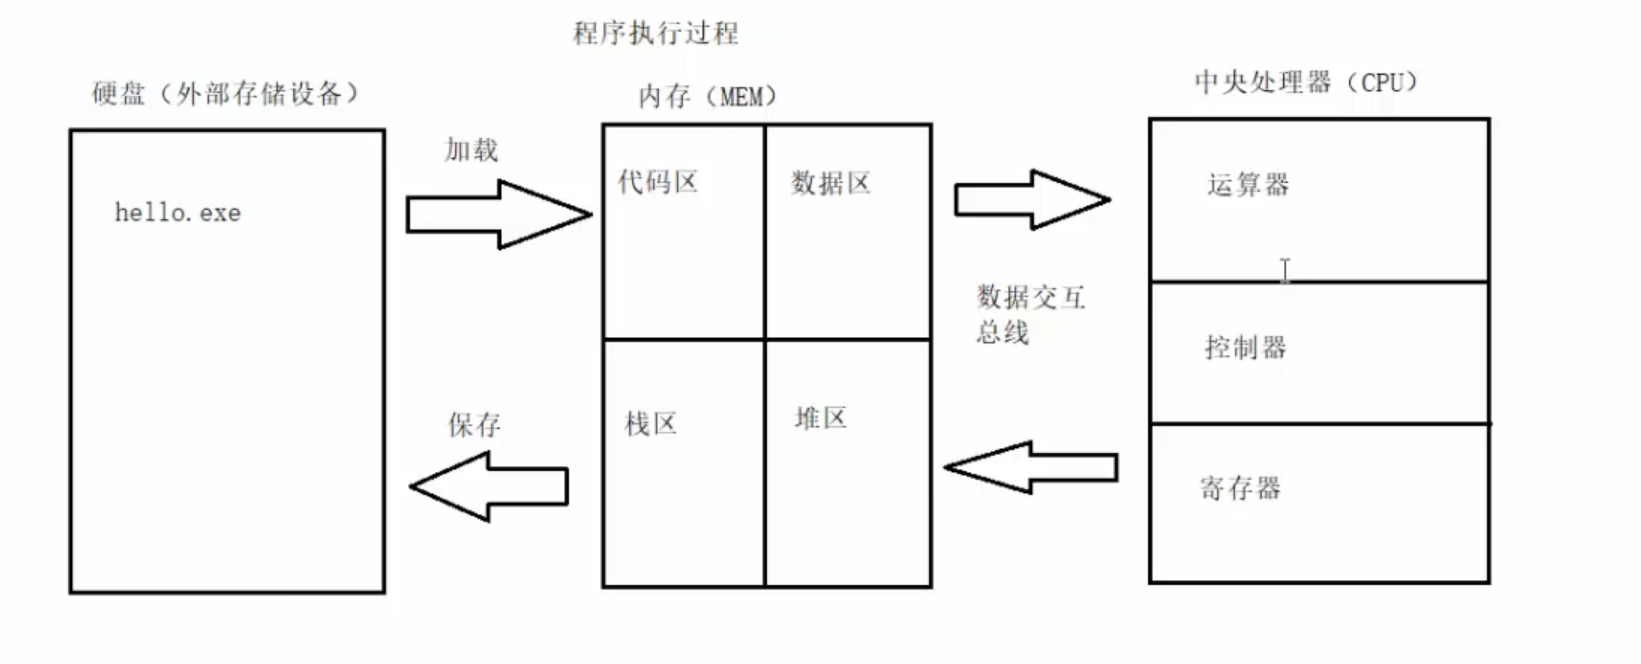 程序执行过程
硬盘（外部存储设备）
内存（MEM）
中央处理器（CPU）
加载
hello.exe
代码区
数据区
运算器
数据交互
总线
控制器
保存
栈区
堆区
寄存器